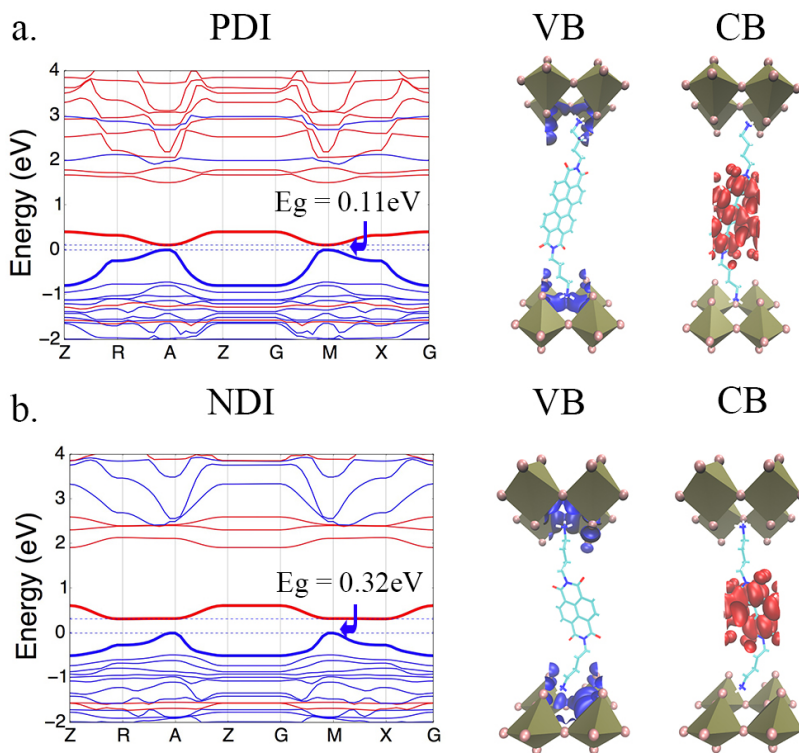 a. PDI VB CB
4
3
2
1
0
−1
−2
Energy (eV)
Eg = 0.11eV
Z R A Z G M X G
b. NDI VB CB
4
3
2
1
0
−1
−2
Energy (eV)
Eg = 0.32eV
Z R A Z G M X G